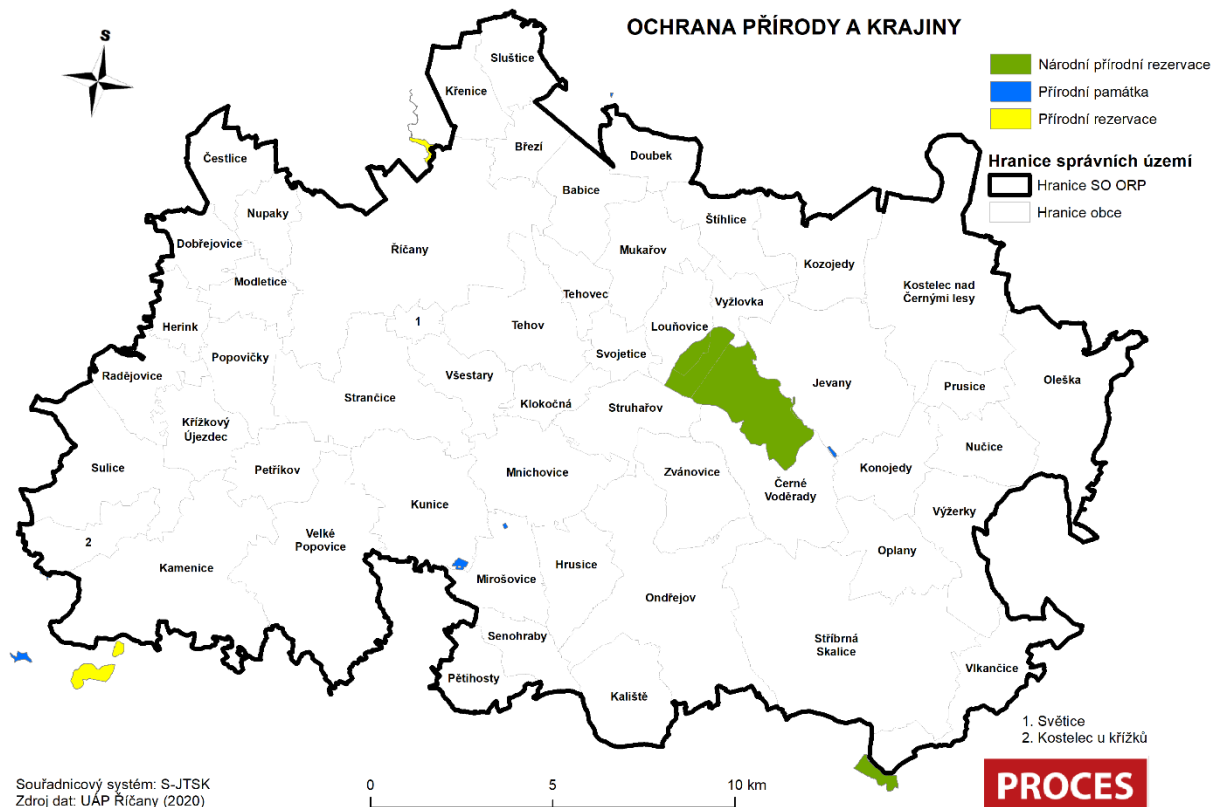 OCHRANA PŘÍRODY A KRAJINY
S
Národní přírodní rezervace
Přírodní památka
Přírodní rezervace
Hranice správních území
Hranice SO ORP
Hranice obce
Sluštice
Křenice
Březí
Doubek
Čestlice
Babice
Nupaky
Štíhlice
Dobřejovice
Říčany
Mukařov
Kozojedy
Modletice
Kostelec nad
Černými lesy
Tehovec
Vyžlovka
1
Herink
Tehov
Louňovice
Popovičky
Svojetice
Radějovice
Všestary
Jevany
Oleška
Prusice
Strančice
Klokočná
Struhařov
Křížkový
Újezdec
Nučice
Sulice
Petříkov
Mnichovice
Zvánovice
Konojedy
Černé
Voděrady
Kunice
Výžerky
2
Velké
Popovice
Oplany
Kamenice
Hrusice
Mirošovice
Ondřejov
Senohraby
Stříbrná
Skalice
Vlkančice
Pětihosty
Kaliště
1. Světice
2. Kostelec u křížků
Souřadnicový systém: S-JTSK
Zdroj dat: ÚAP Říčany (2020)
0 5 10 km
PROCES